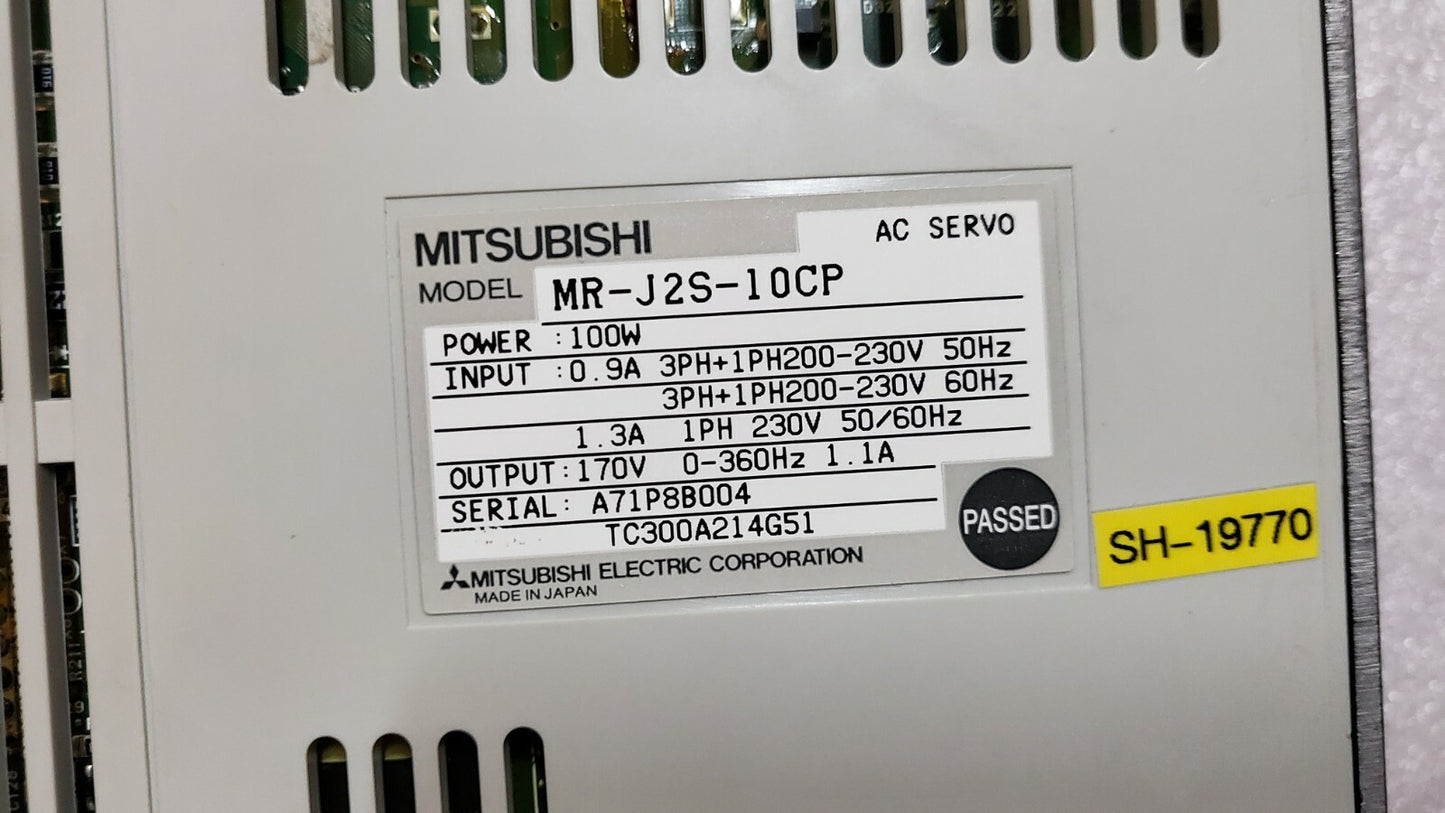 MITSUBISHI
AC SERVO
MODEL MR-J2S-10CP
POWER :100W
INPUT :0.9A 3PH+1PH200-230V 50Hz
3PH+1PH200-230V 60Hz
1.3A 1PH 230V 50/60Hz
OUTPUT:170V 0-360Hz 1.1A
SERIAL: A71P8B004
TC300A214G51
PASSED
MITSUBISHI ELECTRIC CORPORATION
MADE IN JAPAN
SH-19770